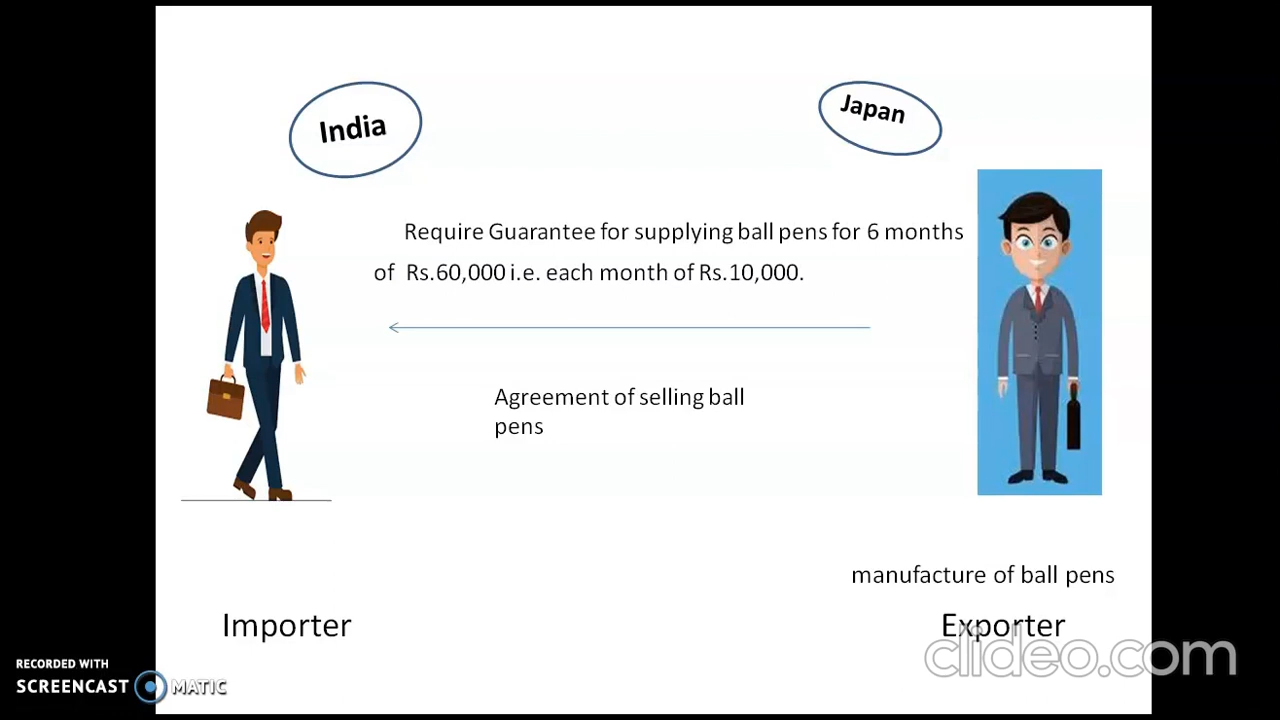 India
Japan
Require Guarantee for supplying ball pens for 6 months
of Rs.60,000 i.e. each month of Rs.10,000.
Agreement of selling ball
pens
manufacture of ball pens
Importer
Exporter
clideo.com
RECORDED WITH
SCREENCAST MATIC